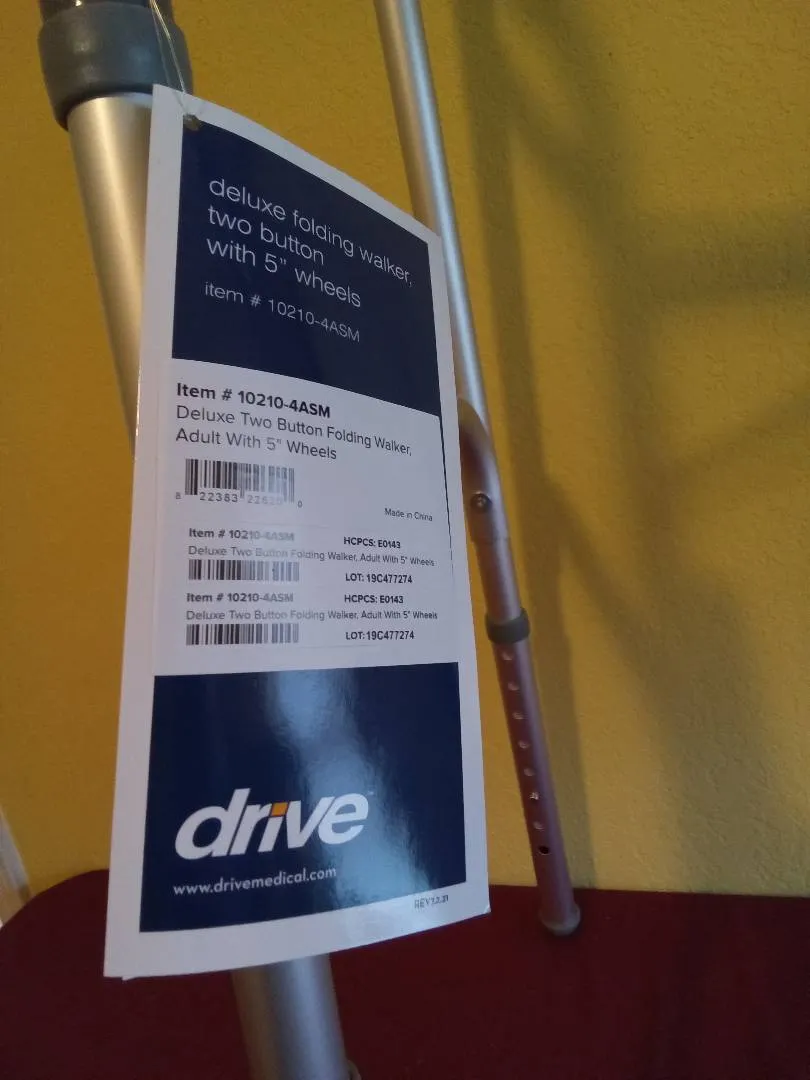 deluxe folding walker,
two button
with 5" wheels
item # 10210-4ASM
Item # 10210-4ASM
Deluxe Two Button Folding Walker,
Adult With 5" Wheels
8 22383 0
Made in China
Item # 10210-4ASM
HCPCS: E0143
Deluxe Two Button Folding Walker, Adult With 5" Wheels
LOT: 19C477274
Item # 10210-4ASM
HCPCS: E0143
Deluxe Two Button Folding Walker, Adult With 5" Wheels
LOT: 19C477274
drive
www.drivemedical.com